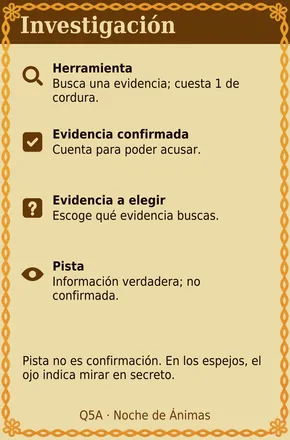 Investigación
Herramienta
Busca una evidencia; cuesta 1 de
cordura.
Evidencia confirmada
Cuenta para poder acusar.
Evidencia a elegir
Escoge qué evidencia buscas.
Pista
Información verdadera; no
confirmada.
Pista no es confirmación. En los espejos, el
ojo indica mirar en secreto.
Q5A · Noche de Ánimas